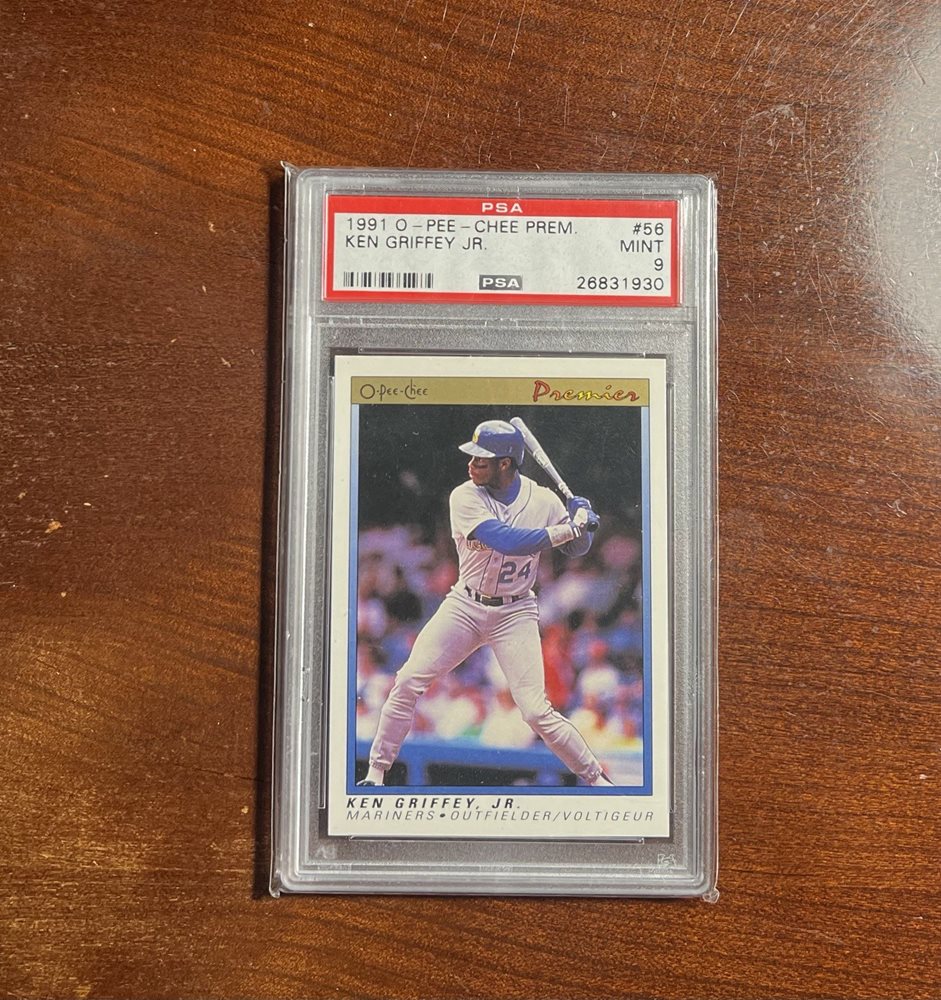 PSA
1991 O-PEE-CHEE PREM. #56
KEN GRIFFEY JR. MINT
9
PSA 26831930
O-Pee-Chee Premier
24
KEN GRIFFEY, JR.
MARINERS • OUTFIELDER/VOLTIGEUR